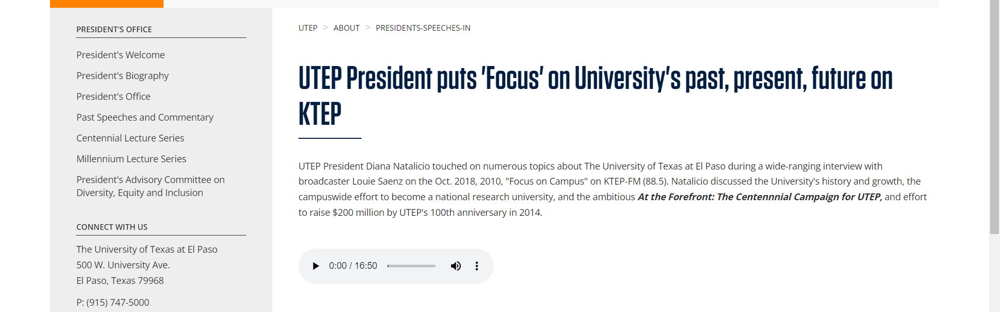 PRESIDENT'S OFFICE
President's Welcome
President's Biography
President's Office
Past Speeches and Commentary
Centennial Lecture Series
Millennium Lecture Series
President's Advisory Committee on
Diversity, Equity and Inclusion
CONNECT WITH US
The University of Texas at El Paso
500 W. University Ave.
El Paso, Texas 79968
P: (915) 747-5000
UTEP > ABOUT > PRESIDENTS-SPEECHES-IN
UTEP President puts 'Focus' on University's past, present, future on
KTEP
UTEP President Diana Natalicio touched on numerous topics about The University of Texas at El Paso during a wide-ranging interview with
broadcaster Louie Saenz on the Oct. 2018, 2010, "Focus on Campus" on KTEP-FM (88.5). Natalicio discussed the University's history and growth, the
campuswide effort to become a national research university, and the ambitious At the Forefront: The Centennnial Campaign for UTEP, and effort
to raise $200 million by UTEP's 100th anniversary in 2014.
0:00 / 16:50